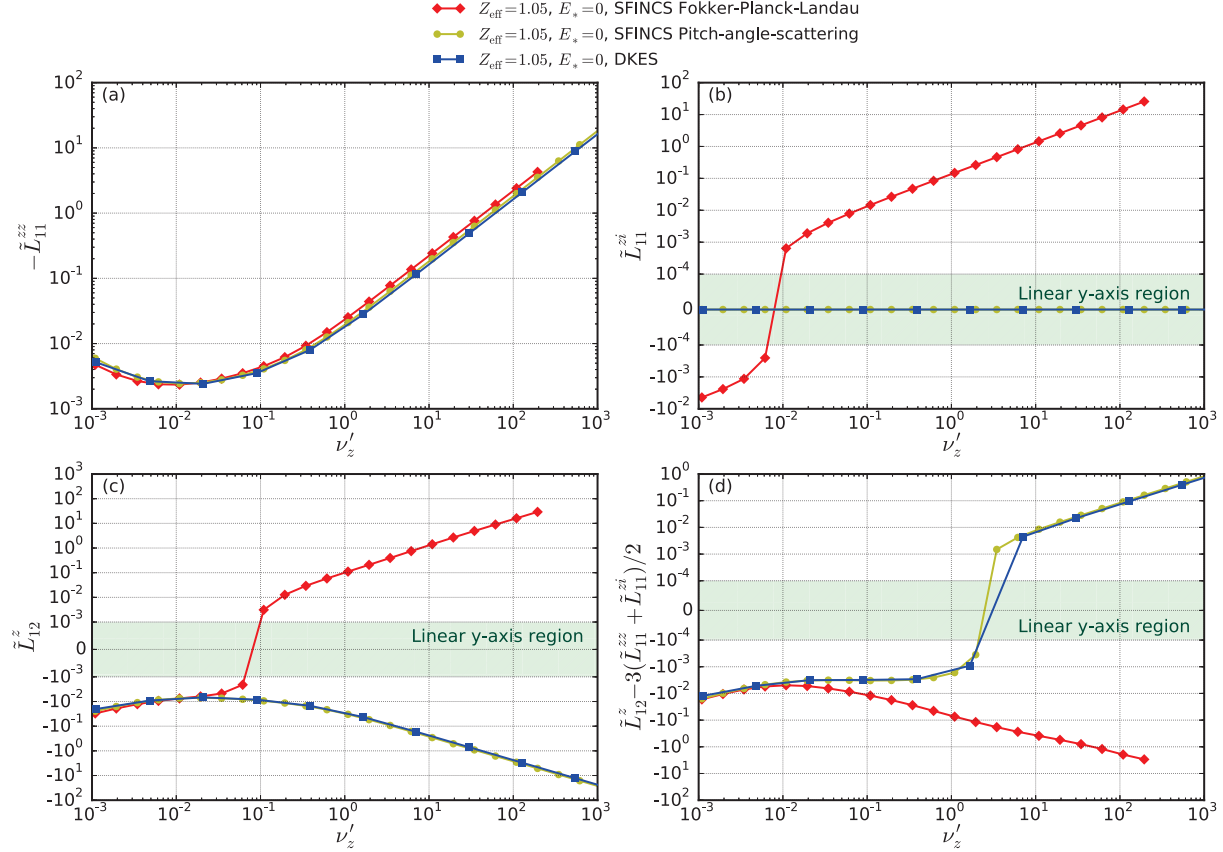 Z_eff=1.05, E_*=0, SFINCS Fokker-Planck-Landau
Z_eff=1.05, E_*=0, SFINCS Pitch-angle-scattering
Z_eff=1.05, E_*=0, DKES
(a)
10^2
10^1
10^0
10^-1
10^-2
10^-3
−L̃_11^zz
10^-3 10^-2 10^-1 10^0 10^1 10^2 10^3
ν′_z
(b)
10^2
10^1
10^0
10^-1
10^-2
10^-3
10^-4
0
-10^-4
-10^-3
-10^-2
L̃_11^zi
Linear y-axis region
10^-3 10^-2 10^-1 10^0 10^1 10^2 10^3
ν′_z
(c)
10^3
10^2
10^1
10^0
10^-1
10^-2
10^-3
0
-10^-3
-10^-2
-10^-1
-10^0
-10^1
-10^2
L̃_12^z
Linear y-axis region
10^-3 10^-2 10^-1 10^0 10^1 10^2 10^3
ν′_z
(d)
10^0
10^-1
10^-2
10^-3
10^-4
0
-10^-4
-10^-3
-10^-2
-10^-1
-10^0
-10^1
L̃_12^z−3(L̃_11^zz+L̃_11^zi)/2
Linear y-axis region
10^-3 10^-2 10^-1 10^0 10^1 10^2 10^3
ν′_z